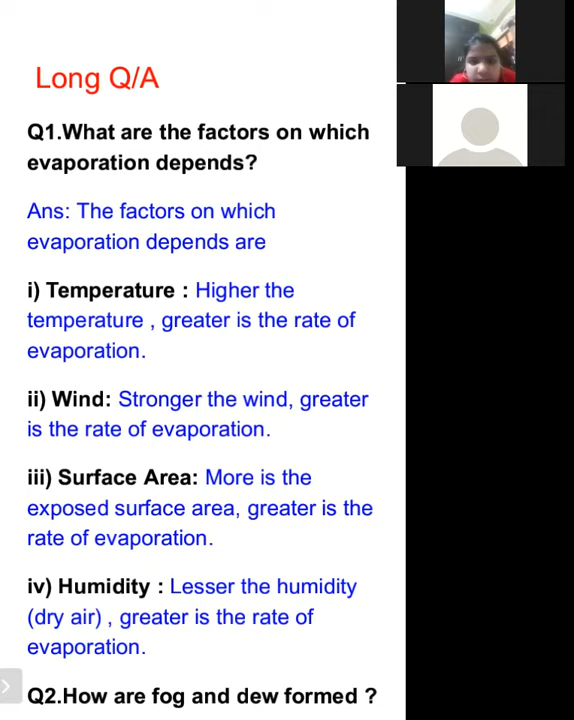 Long Q/A
Q1.What are the factors on which
evaporation depends?
Ans: The factors on which
evaporation depends are
i) Temperature : Higher the
temperature , greater is the rate of
evaporation.
ii) Wind: Stronger the wind, greater
is the rate of evaporation.
iii) Surface Area: More is the
exposed surface area, greater is the
rate of evaporation.
iv) Humidity : Lesser the humidity
(dry air) , greater is the rate of
evaporation.
Q2.How are fog and dew formed ?